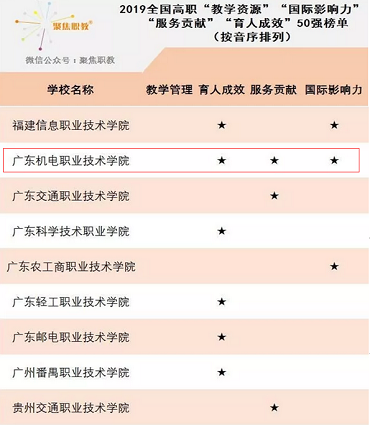 2019全国高职“教学资源”“国际影响力”
“服务贡献”“育人成效”50强榜单
（按音序排列）
聚焦职教
微信公众号：聚焦职教
学校名称 教学管理 育人成效 服务贡献 国际影响力
福建信息职业技术学院 ★ ★
广东机电职业技术学院 ★ ★ ★
广东交通职业技术学院 ★
广东科学技术职业学院 ★
广东农工商职业技术学院 ★
广东轻工职业技术学院 ★
广东邮电职业技术学院 ★
广州番禺职业技术学院 ★
贵州交通职业技术学院 ★